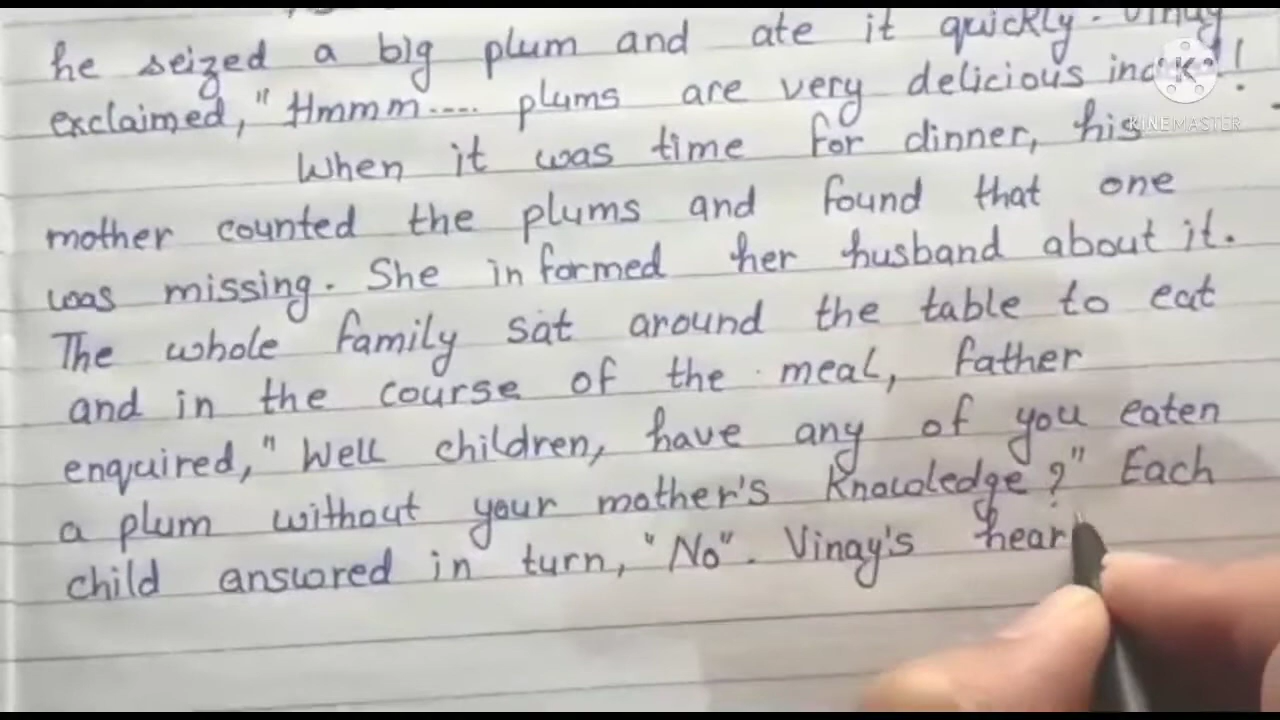 he seized a big plum and ate it quickly. Vinay
exclaimed, "Hmmm.... plums are very delicious indeed!
When it was time for dinner, his
mother counted the plums and found that one
was missing. She informed her husband about it.
The whole family sat around the table to eat
and in the course of the meal, father
enquired, "Well children, have any of you eaten
a plum without your mother's knowledge?" Each
child answored in turn, "No". Vinay's hear
K
KINEMASTER